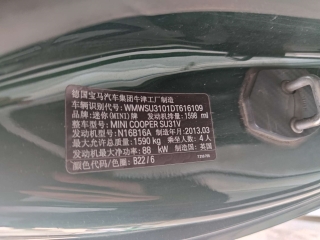 德国宝马汽车集团牛津工厂制造
车辆识别代号: WMWSU3101DT616109
品牌: 迷你(MINI)牌 发动机排量: 1598 ml
整车型号: MINI COOPER SU31V
发动机型号: N16B16A 制造年月: 2013.03
最大允许总质量: 1590 kg 乘坐人数: 4 人
发动机最大净功率: 88 kW 制造国: 英国
颜色代码/色圈: B22/6